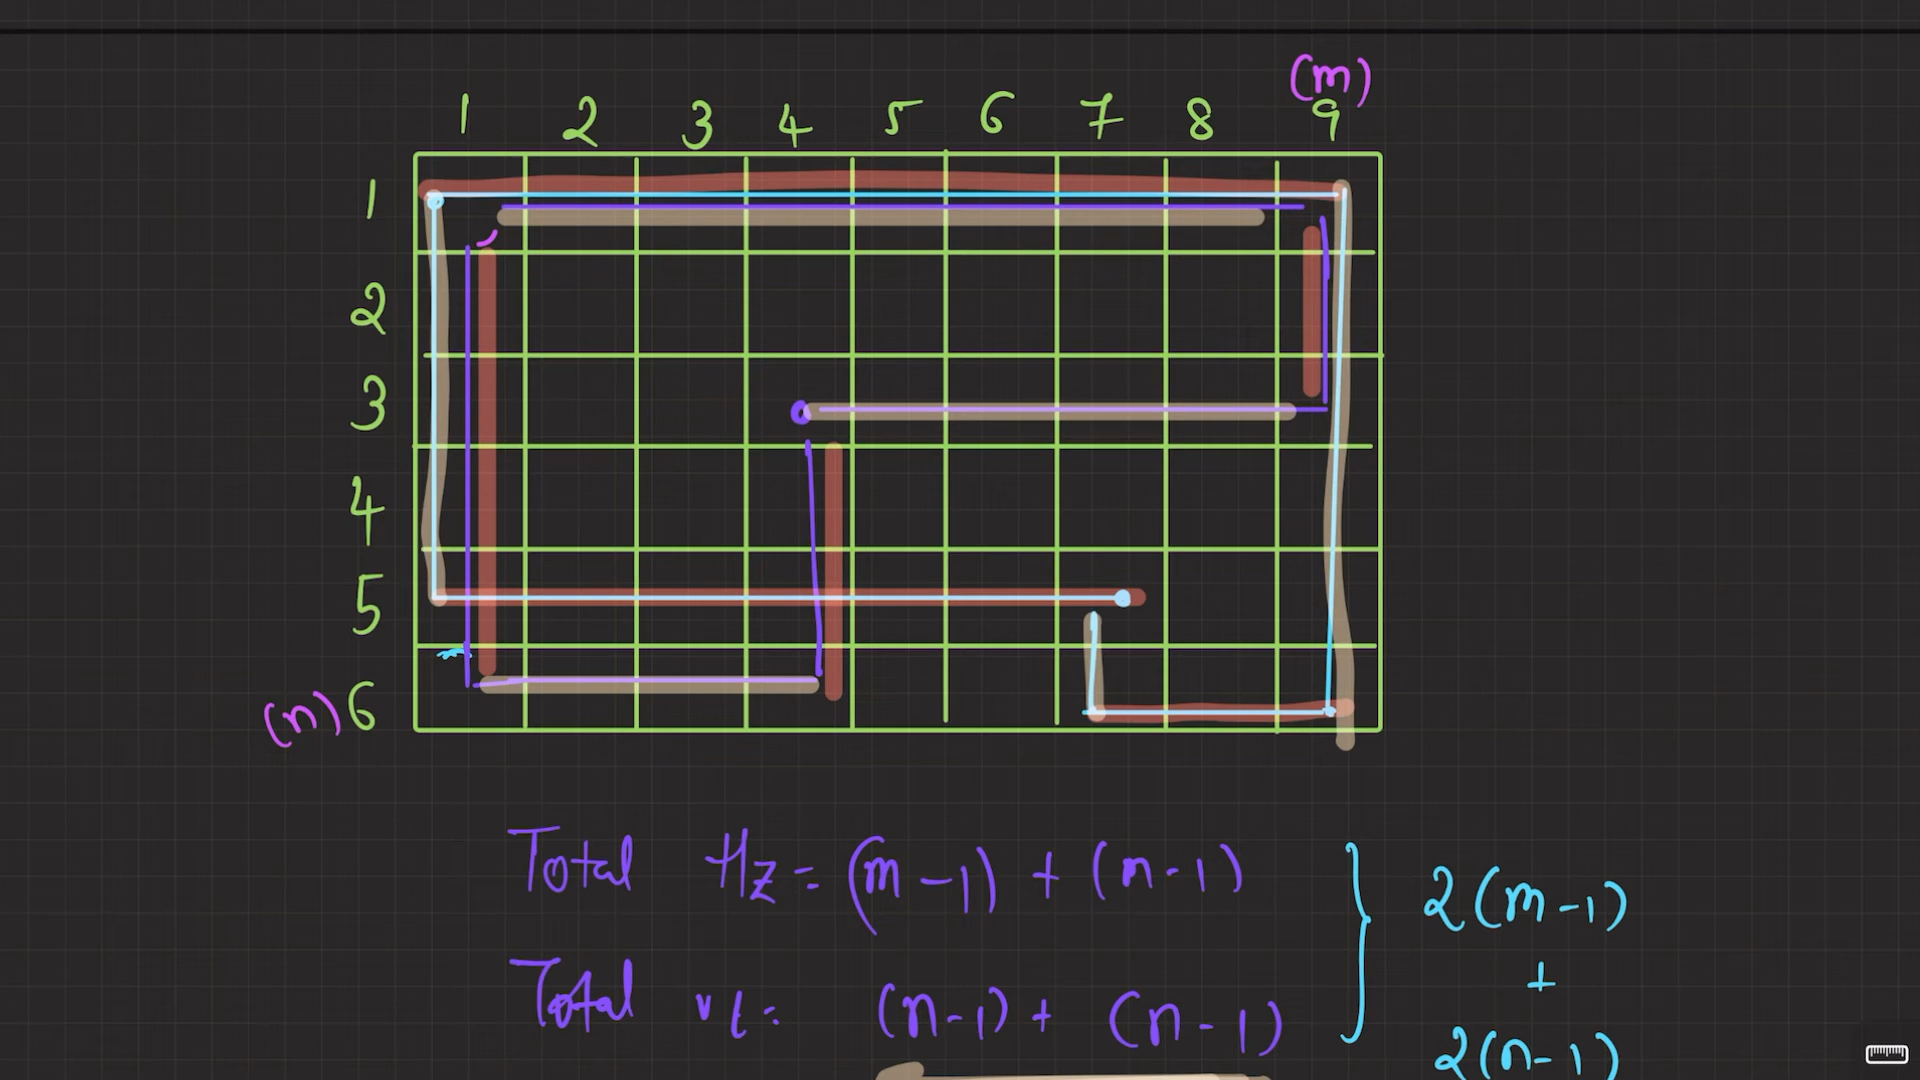 (m)
1 2 3 4 5 6 7 8 9
1
2
3
4
5
(n) 6
Total Hz = (m-1) + (n-1)
Total vt = (n-1) + (n-1)
2(m-1)
+
2(n-1)